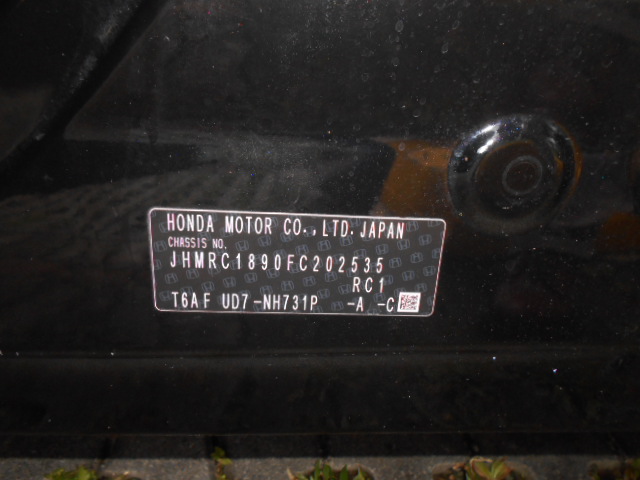 HONDA MOTOR CO.,LTD.JAPAN
CHASSIS NO.
JHMRC1890FC202535
RC1
T6AF UD7-NH731P -A -C